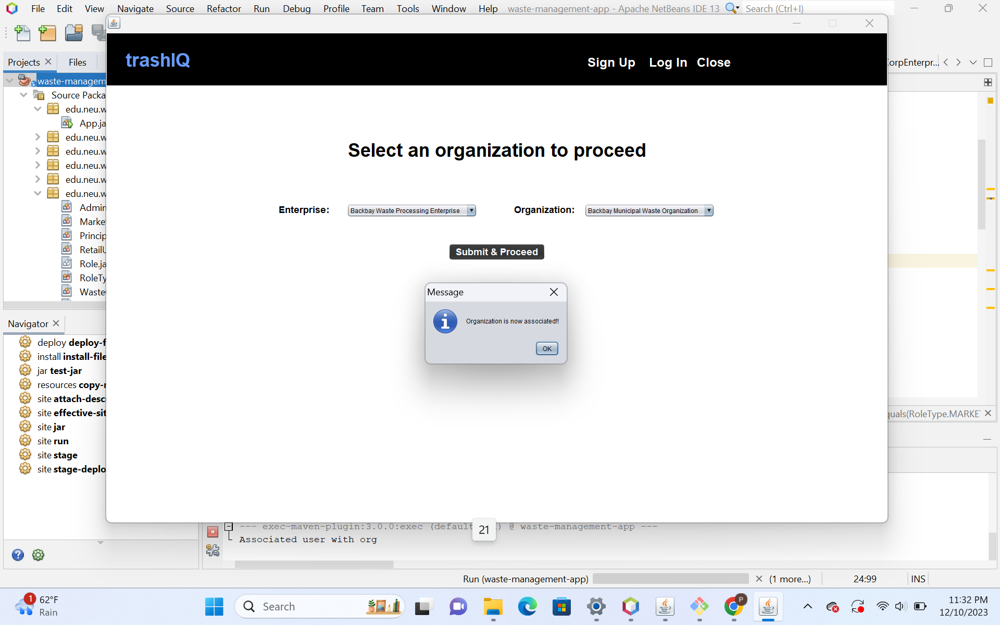 File Edit View Navigate Source Refactor Run Debug Profile Team Tools Window Help waste-management-app - Apache NetBeans IDE 13 Search (Ctrl+I)
trashIQ
Sign Up Log In Close
Projects Files
orpEnterpr...
waste-managem
Source Packa
edu.neu.w
App.ja
edu.neu.w
edu.neu.w
edu.neu.w
edu.neu.w
edu.neu.w
Admin
Marke
Princip
RetailU
Role.ja
RoleTy
Waste
Select an organization to proceed
Enterprise: Backbay Waste Processing Enterprise Organization: Backbay Municipal Waste Organization
Submit & Proceed
Message
Organization is now associated!!
OK
Navigator
deploy deploy-f
install install-file
jar test-jar
resources copy-r
site attach-desc
site effective-sit
site jar
site run
site stage
site stage-deplo
quals(RoleType.MARKE
--- exec-maven-plugin:3.0.0:exec (default ) @ waste-management-app ---
21
Associated user with org
Run (waste-management-app) (1 more...) 24:99 INS
1
62°F
Rain
Search
P
11:32 PM
12/10/2023